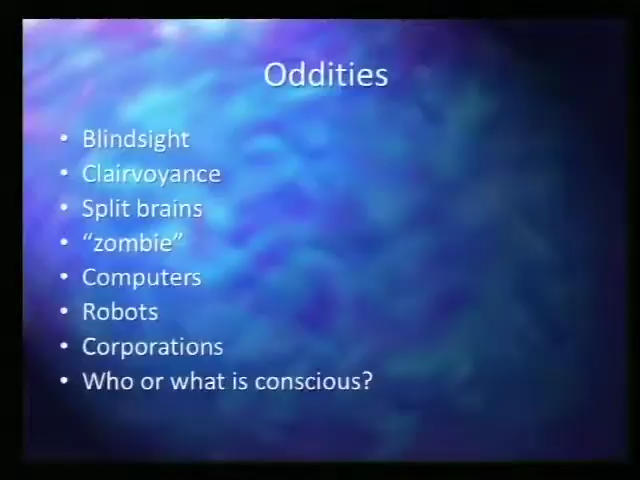 Oddities
• Blindsight
• Clairvoyance
• Split brains
• “zombie”
• Computers
• Robots
• Corporations
• Who or what is conscious?